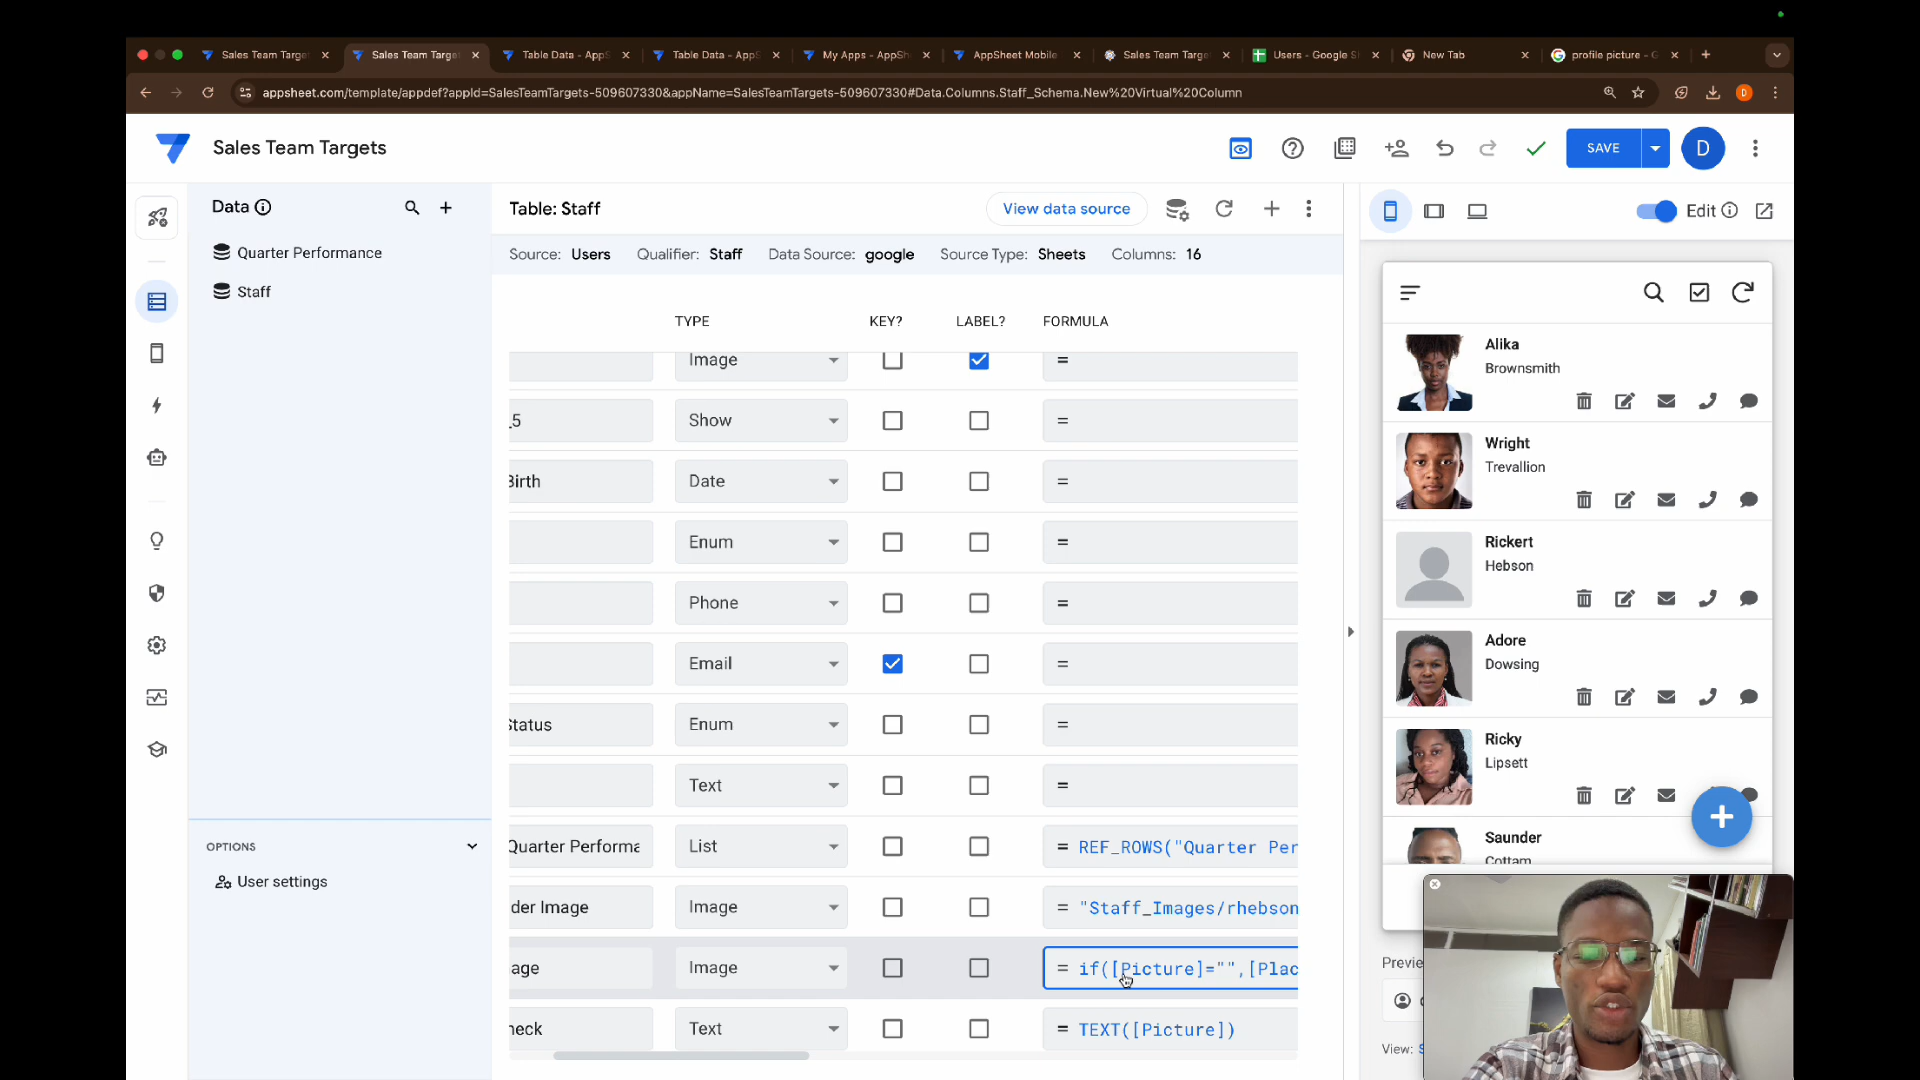 Sales Team Targe
Sales Team Targe
Table Data - AppS
Table Data - AppS
My Apps - AppSh
AppSheet Mobile
Sales Team Targe
Users - Google S
New Tab
profile picture - G
appsheet.com/template/appdef?appId=SalesTeamTargets-509607330&appName=SalesTeamTargets-509607330#Data.Columns.Staff_Schema.New%20Virtual%20Column
D
Sales Team Targets
SAVE
D
Data
Quarter Performance
Staff
OPTIONS
User settings
Table: Staff
View data source
Source: Users
Qualifier: Staff
Data Source: google
Source Type: Sheets
Columns: 16
TYPE
KEY?
LABEL?
FORMULA
Image
=
_5
Show
=
Birth
Date
=
Enum
=
Phone
=
Email
=
Status
Enum
=
Text
=
Quarter Performa
List
= REF_ROWS("Quarter Per
der Image
Image
= "Staff_Images/rhebson
age
Image
= if([Picture]="",[Plac
heck
Text
= TEXT([Picture])
Edit
Alika
Brownsmith
Wright
Trevallion
Rickert
Hebson
Adore
Dowsing
Ricky
Lipsett
Saunder
Cottam
View: